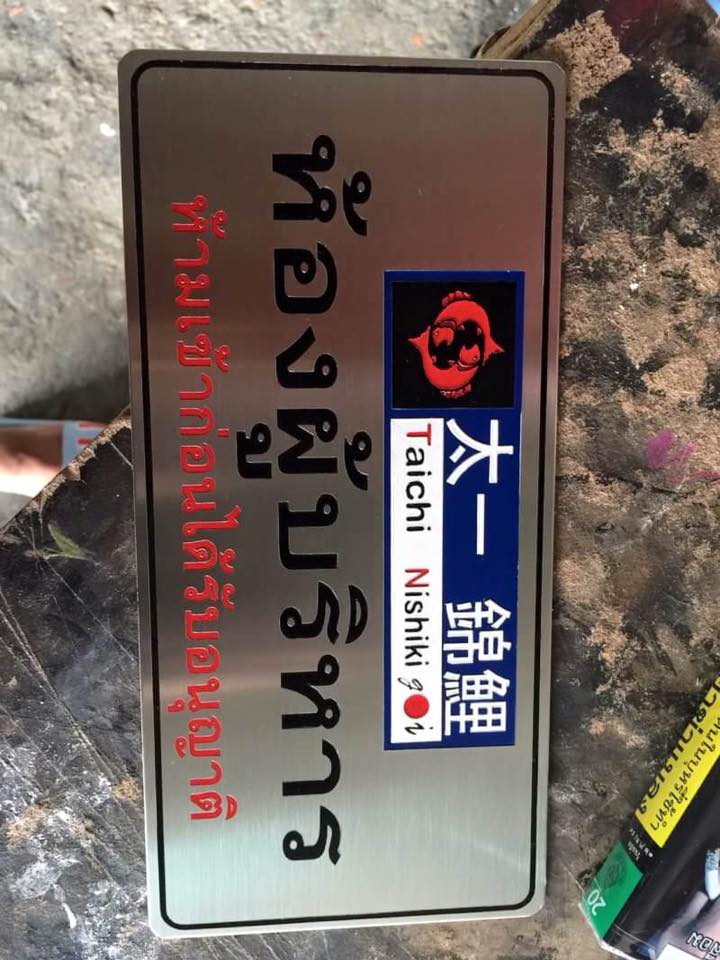 太一 錦鯉
Taichi Nishiki goi
ห้องผู้บริหาร
ห้ามเข้าก่อนได้รับอนุญาติ
20